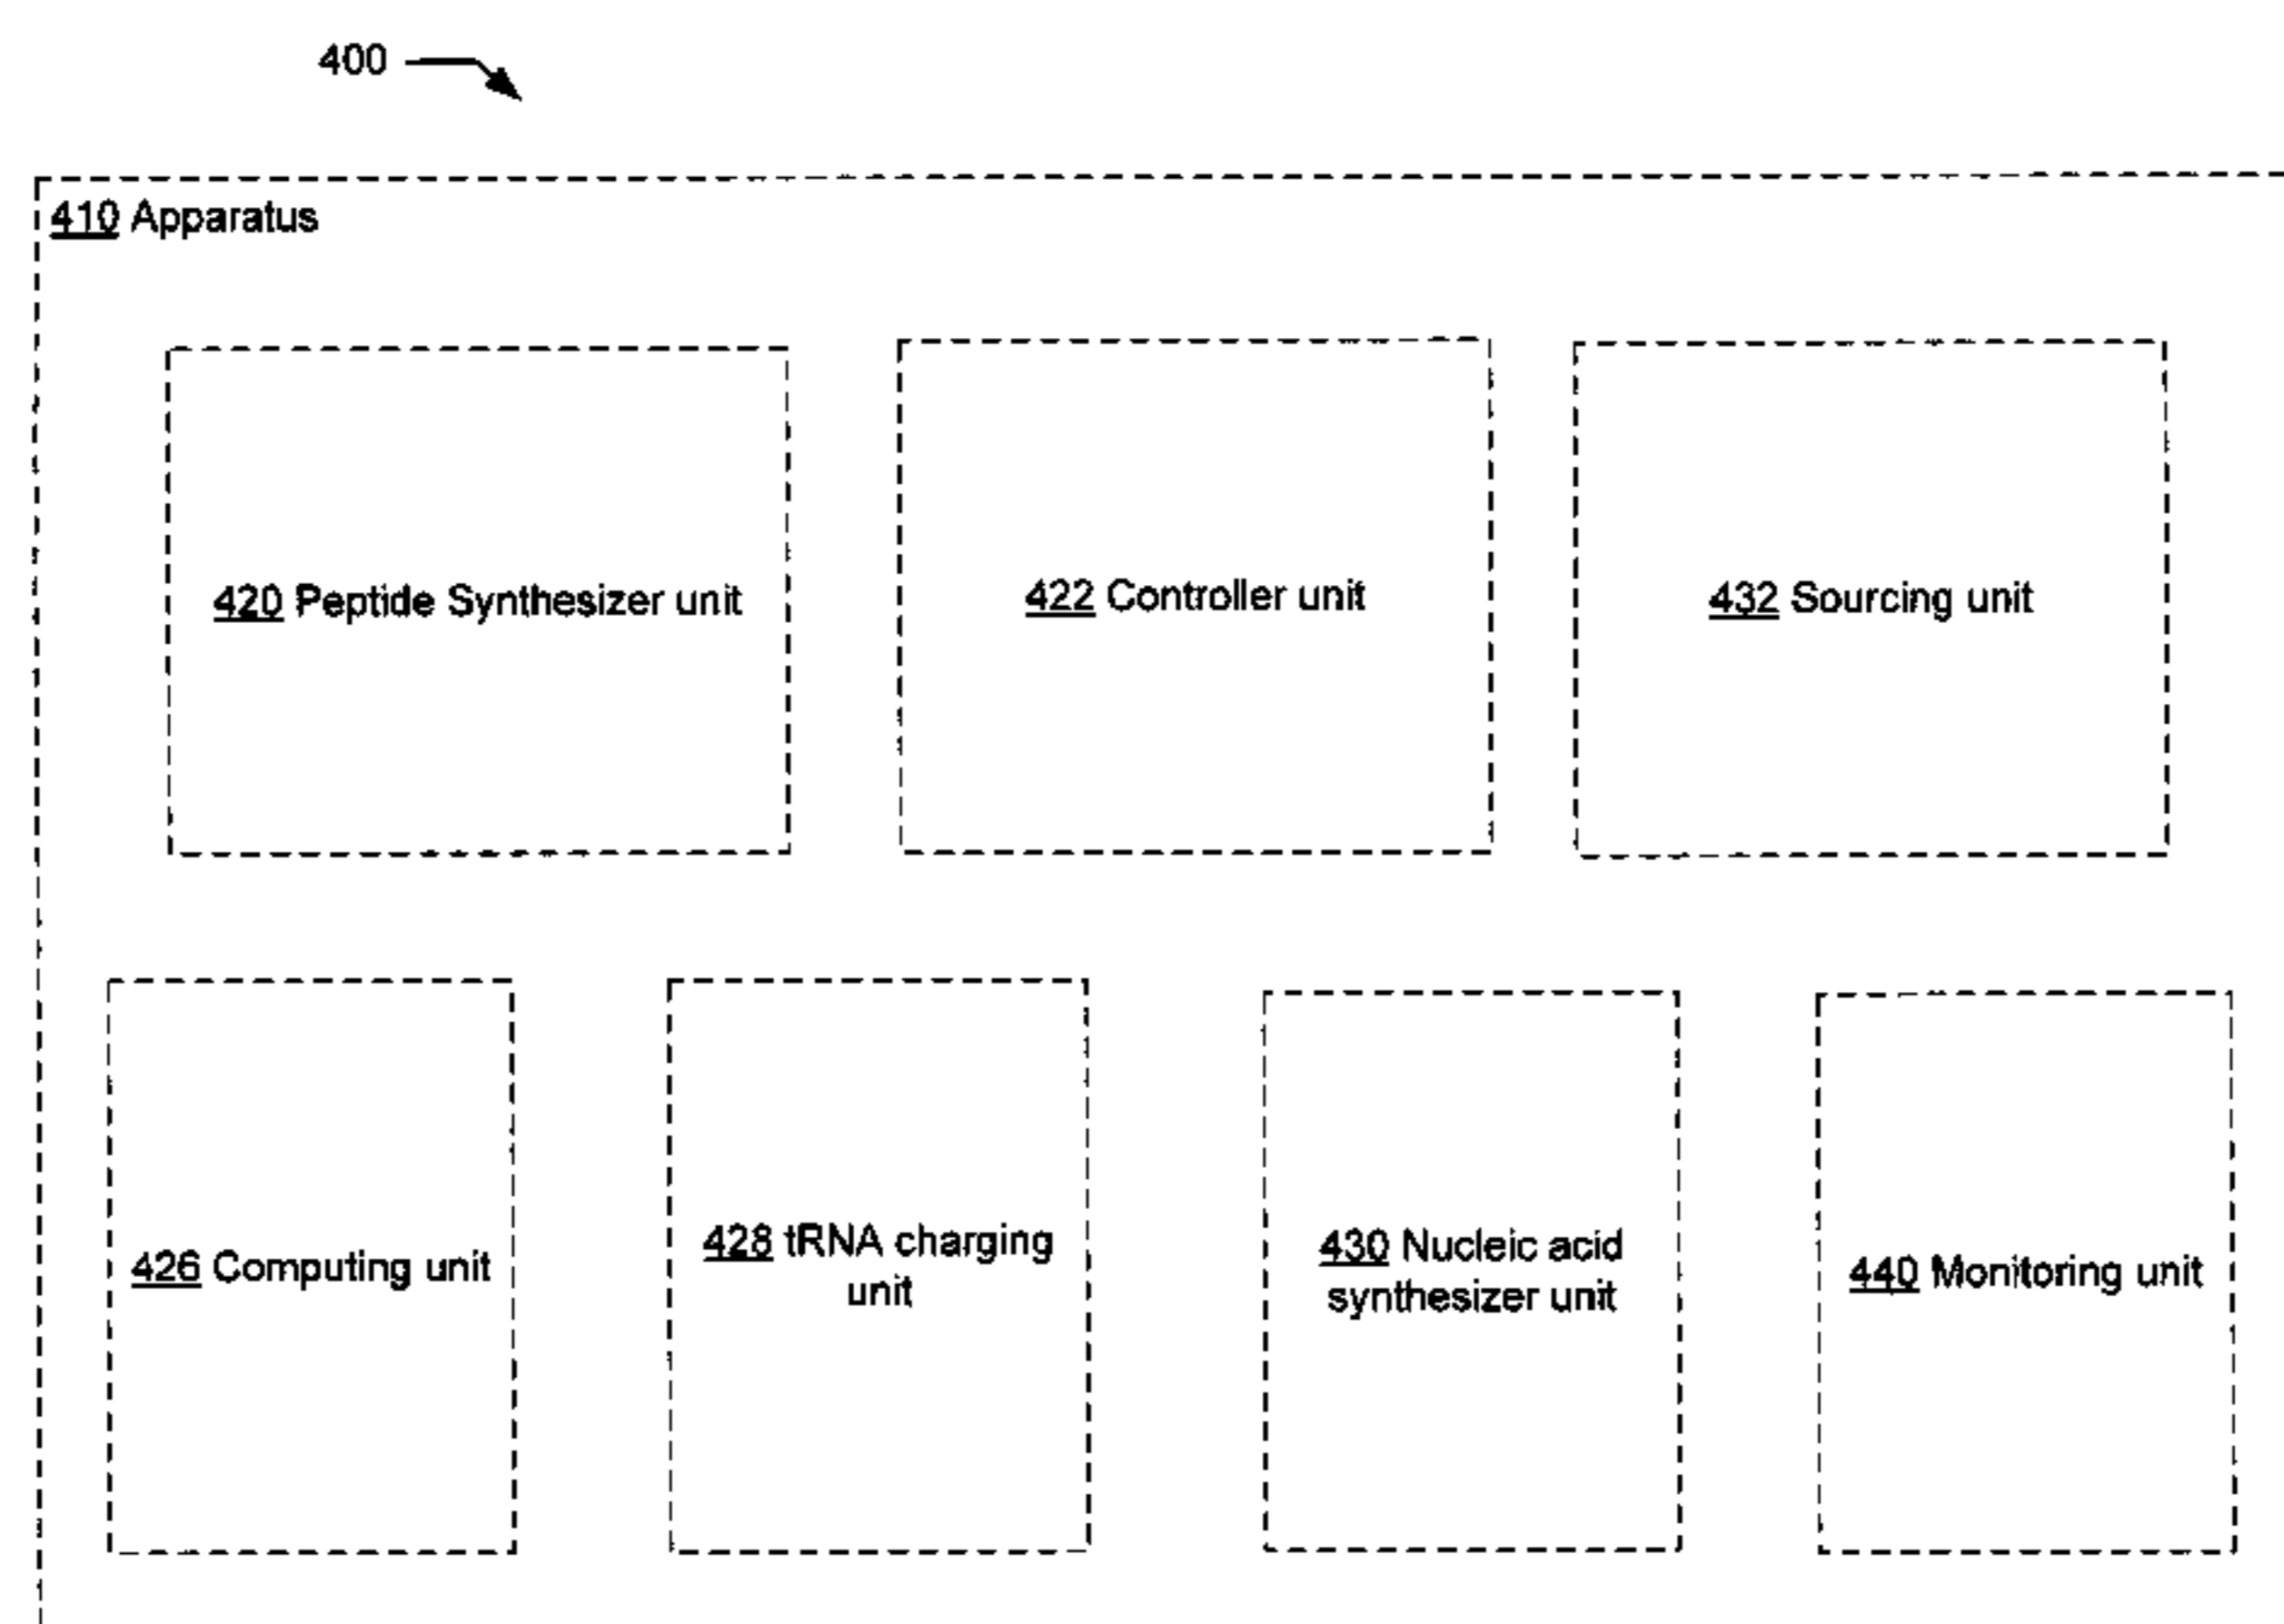 400
410 Apparatus
420 Peptide Synthesizer unit
422 Controller unit
432 Sourcing unit
426 Computing unit
428 tRNA charging
unit
430 Nucleic acid
synthesizer unit
440 Monitoring unit